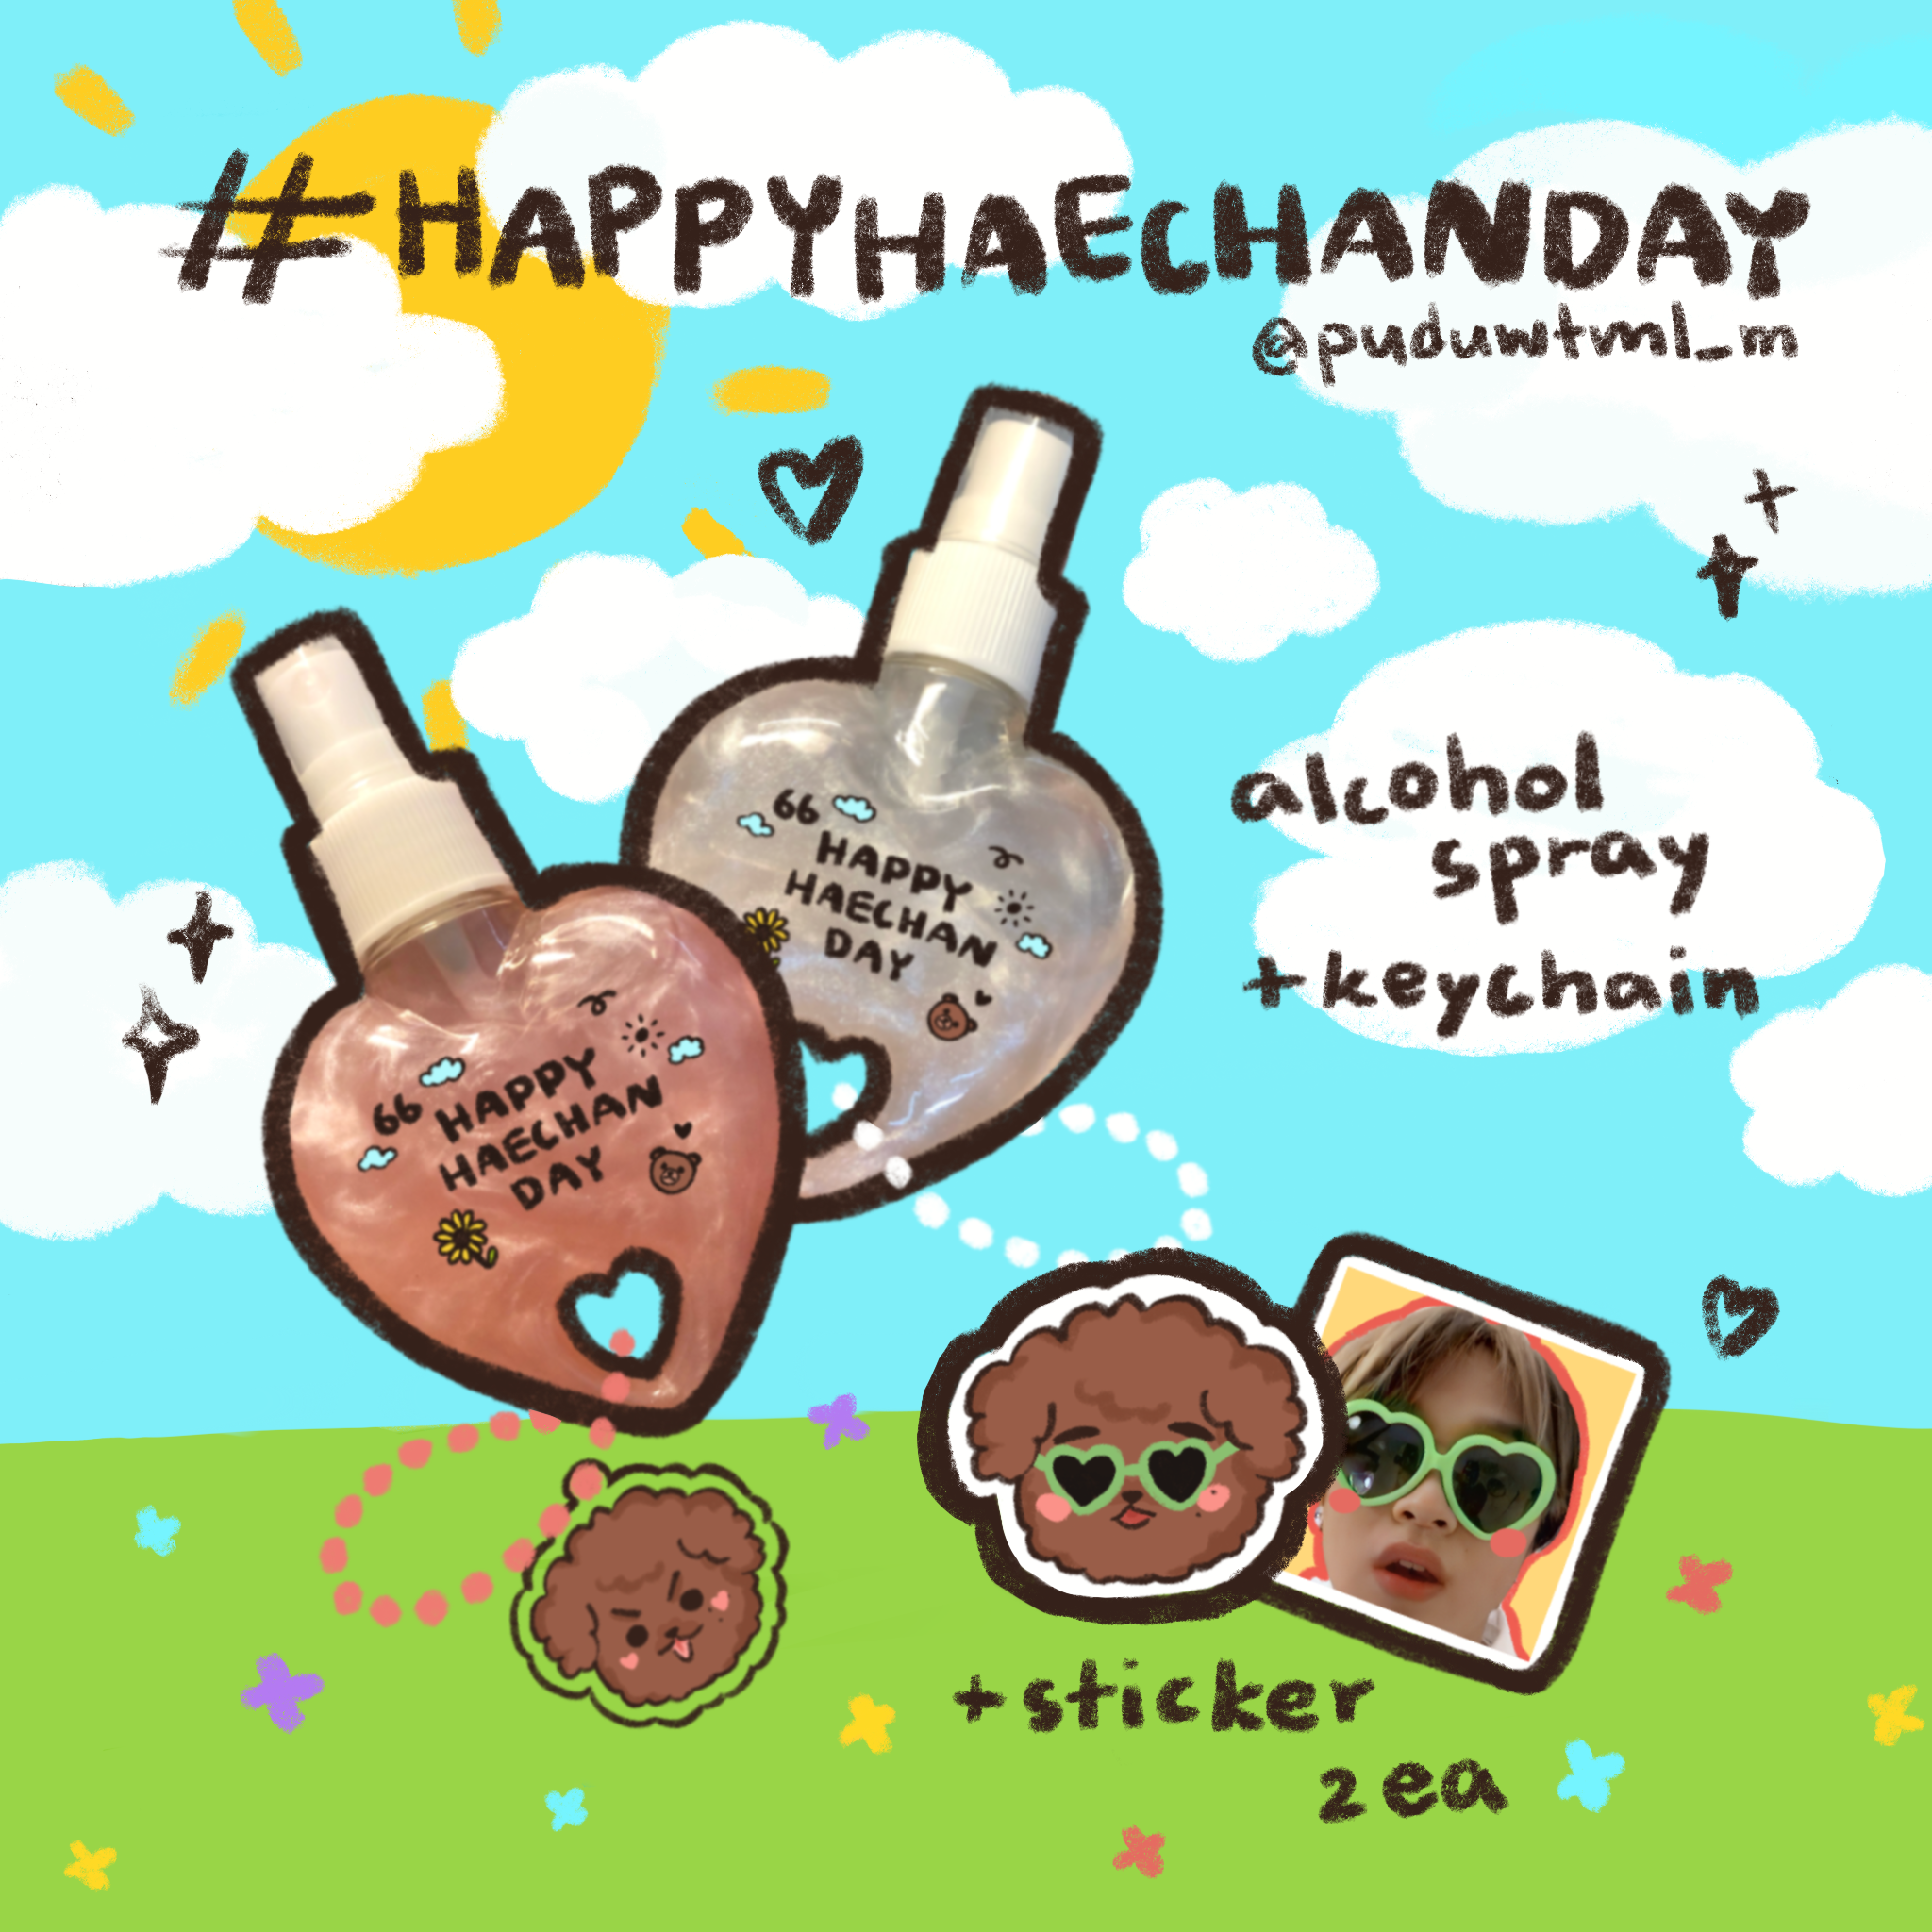 #HAPPYHAECHANDAY
@puduwtml_m
66
HAPPY
HAECHAN
DAY
alcohol
spray
+keychain
66
HAPPY
HAECHAN
DAY
+sticker
2ea